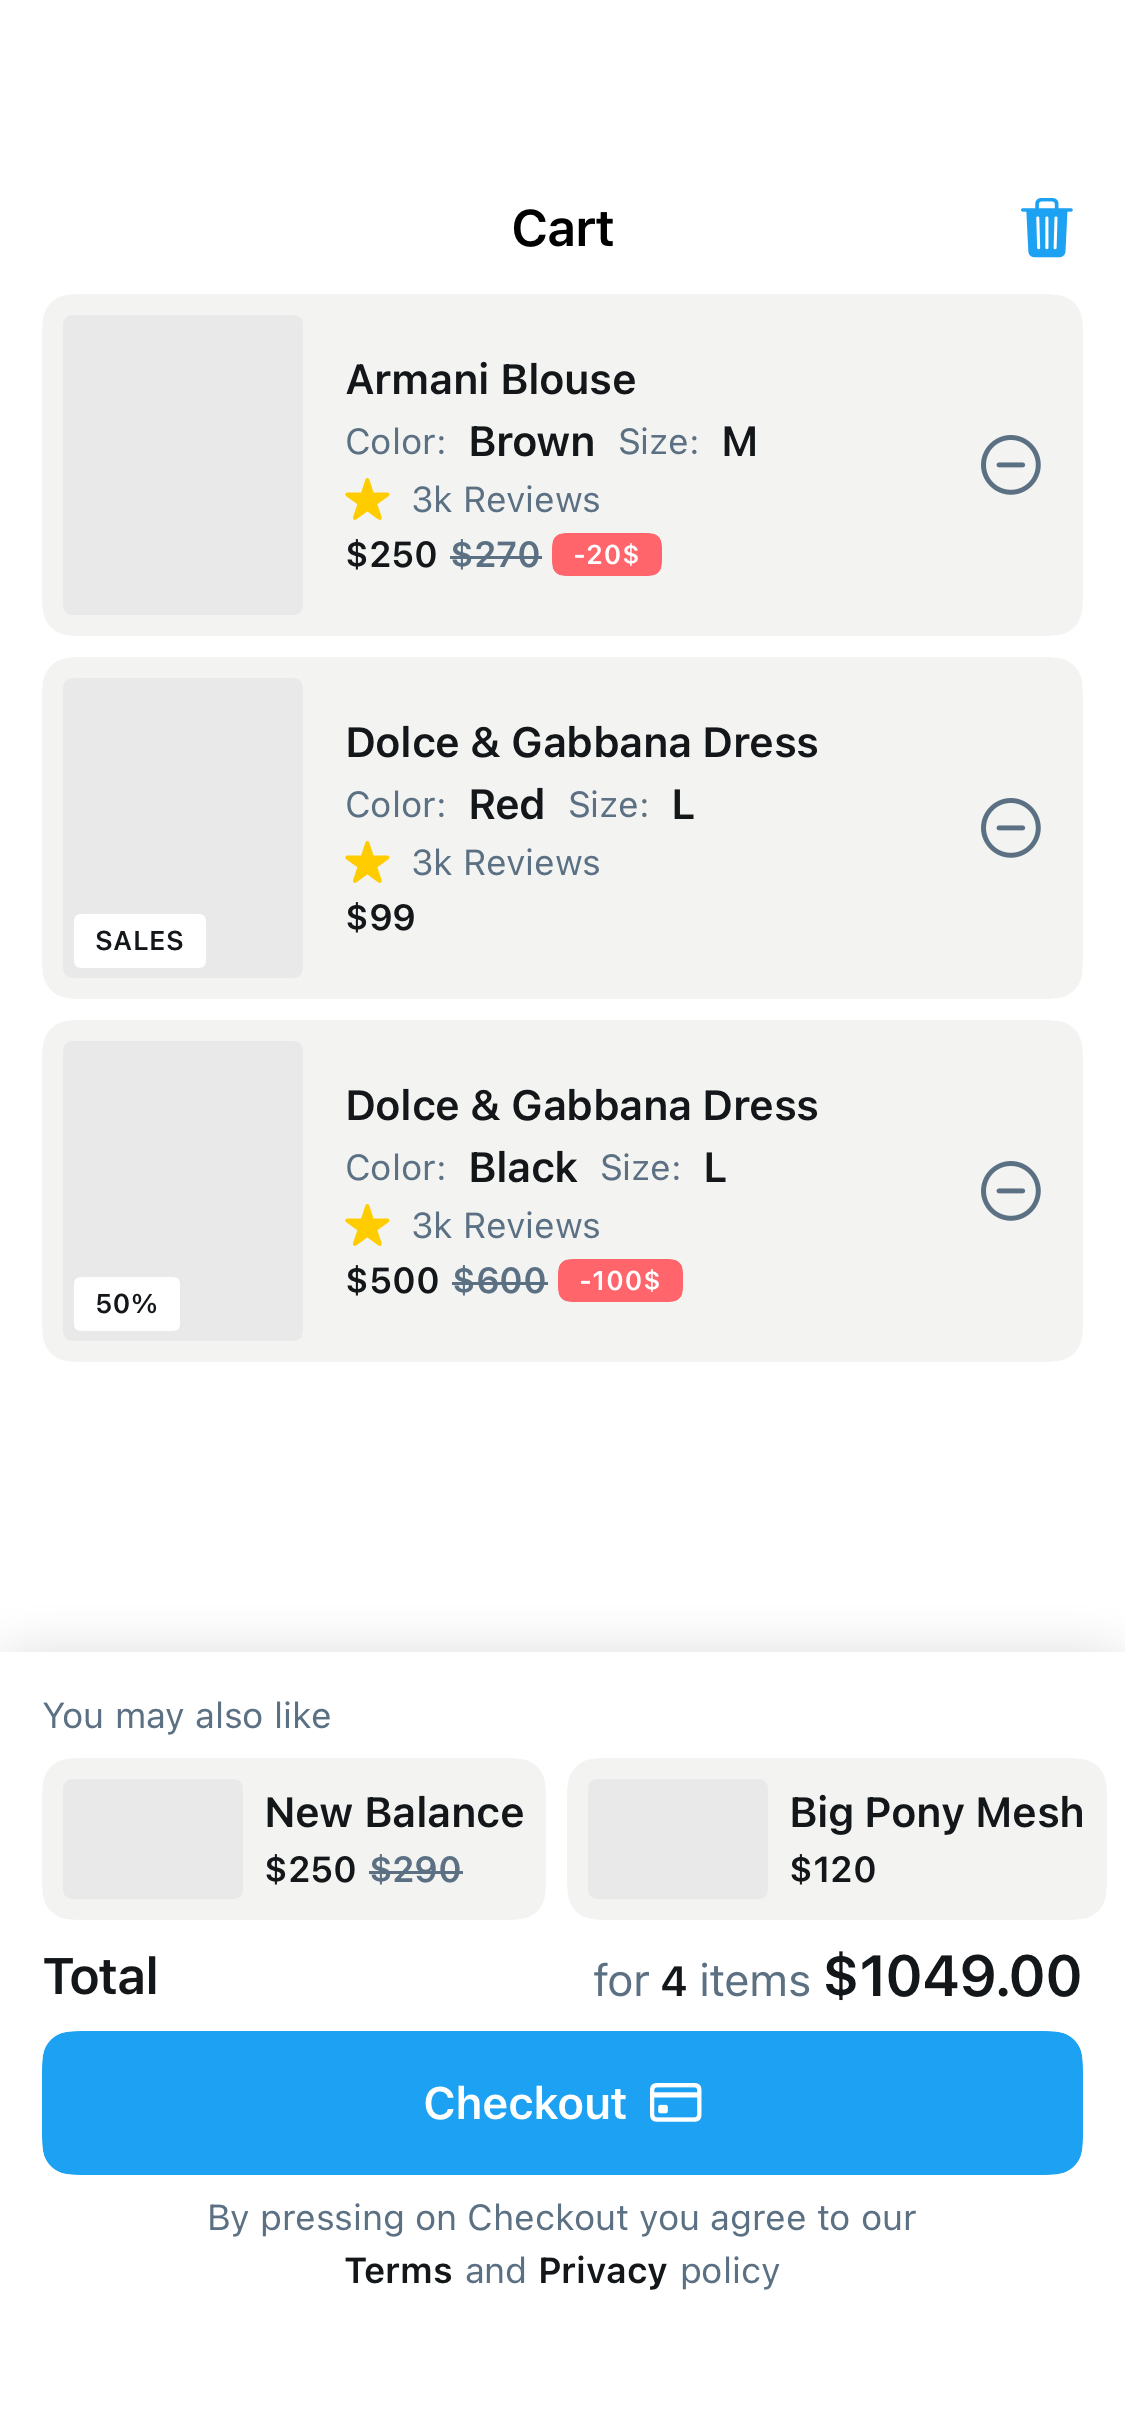 Cart
Armani Blouse
Color: Brown Size: M
3k Reviews
$250 $270 -20$
Dolce & Gabbana Dress
Color: Red Size: L
3k Reviews
$99
SALES
Dolce & Gabbana Dress
Color: Black Size: L
3k Reviews
$500 $600 -100$
50%
You may also like
New Balance
$250 $290
Big Pony Mesh
$120
Total for 4 items $1049.00
Checkout
By pressing on Checkout you agree to our
Terms and Privacy policy